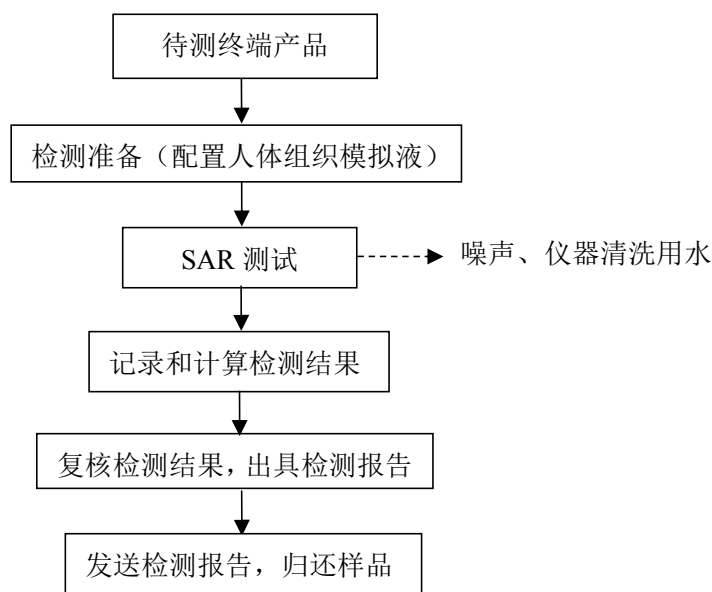 待测终端产品
检测准备（配置人体组织模拟液）
SAR 测试
噪声、仪器清洗用水
记录和计算检测结果
复核检测结果，出具检测报告
发送检测报告，归还样品